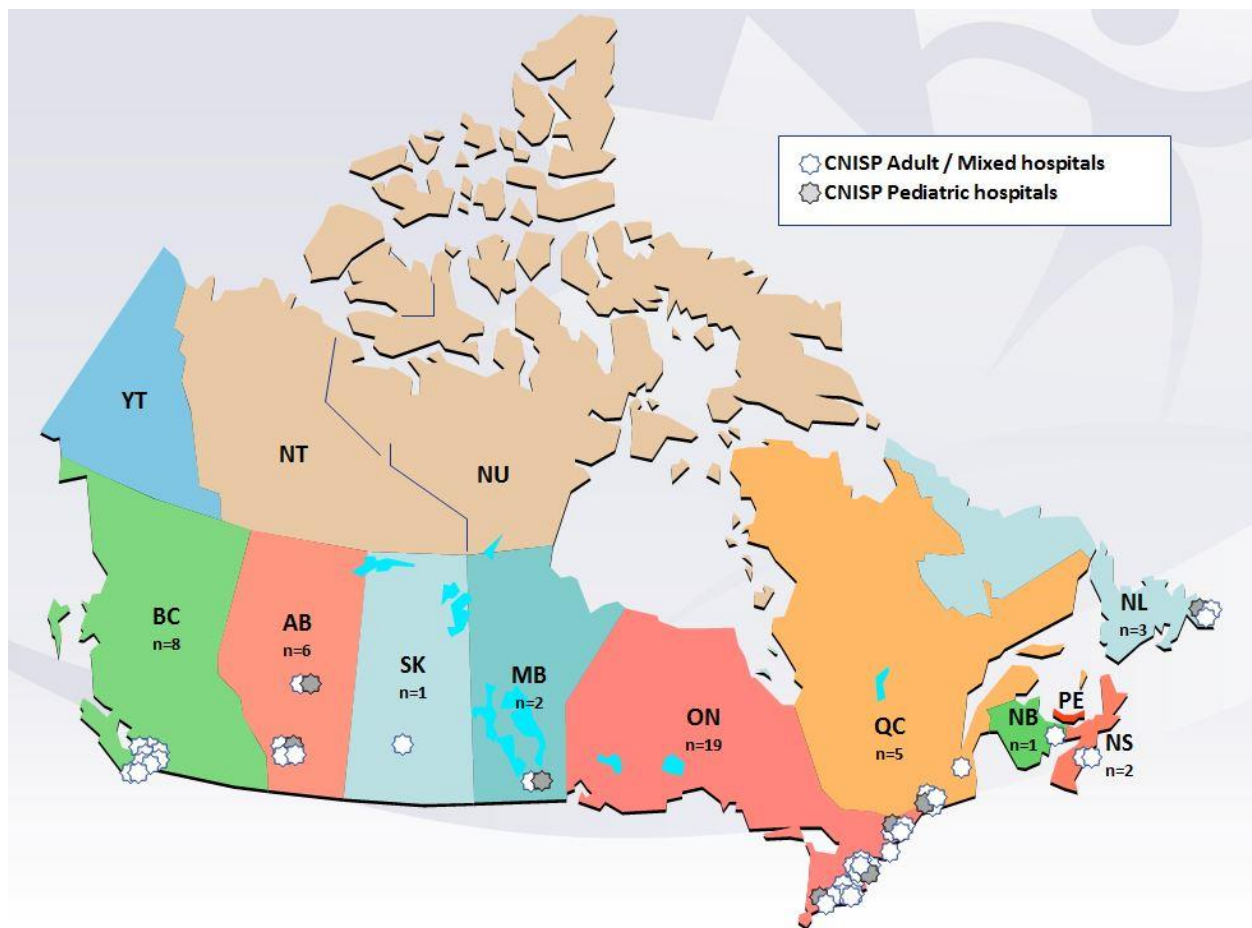 CNISP Adult / Mixed hospitals
CNISP Pediatric hospitals
YT
NT
NU
BC
n=8
AB
n=6
SK
n=1
MB
n=2
ON
n=19
QC
n=5
NL
n=3
NB
n=1
PE
NS
n=2